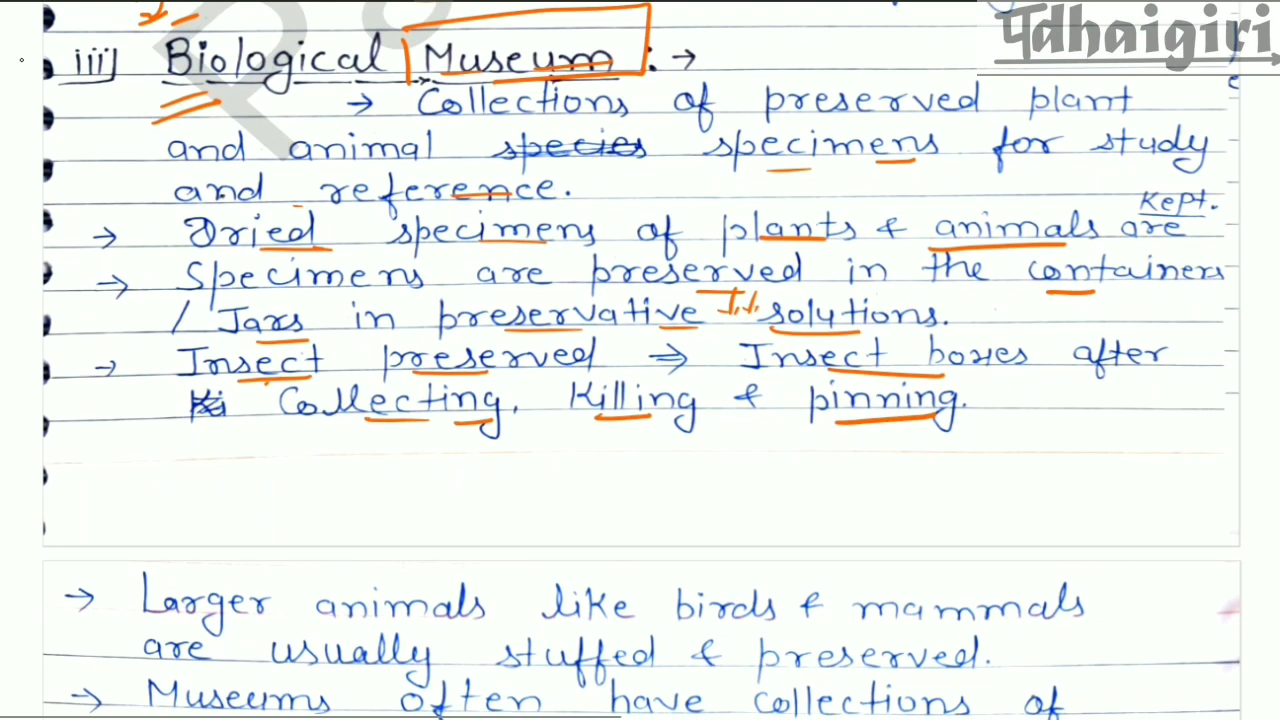 पdhaigiri
iii) Biological Museum : →
→ Collections of preserved plant
and animal species specimens for study
and reference.
→ Dried specimens of plants & animals are kept.
→ Specimens are preserved in the containers
/ Jars in preservative solutions.
→ Insect preserved ⇒ Insect boxes after
Ki Collecting, Killing & pinning.
→ Larger animals like birds & mammals
are usually stuffed & preserved.
→ Museums often have collections of